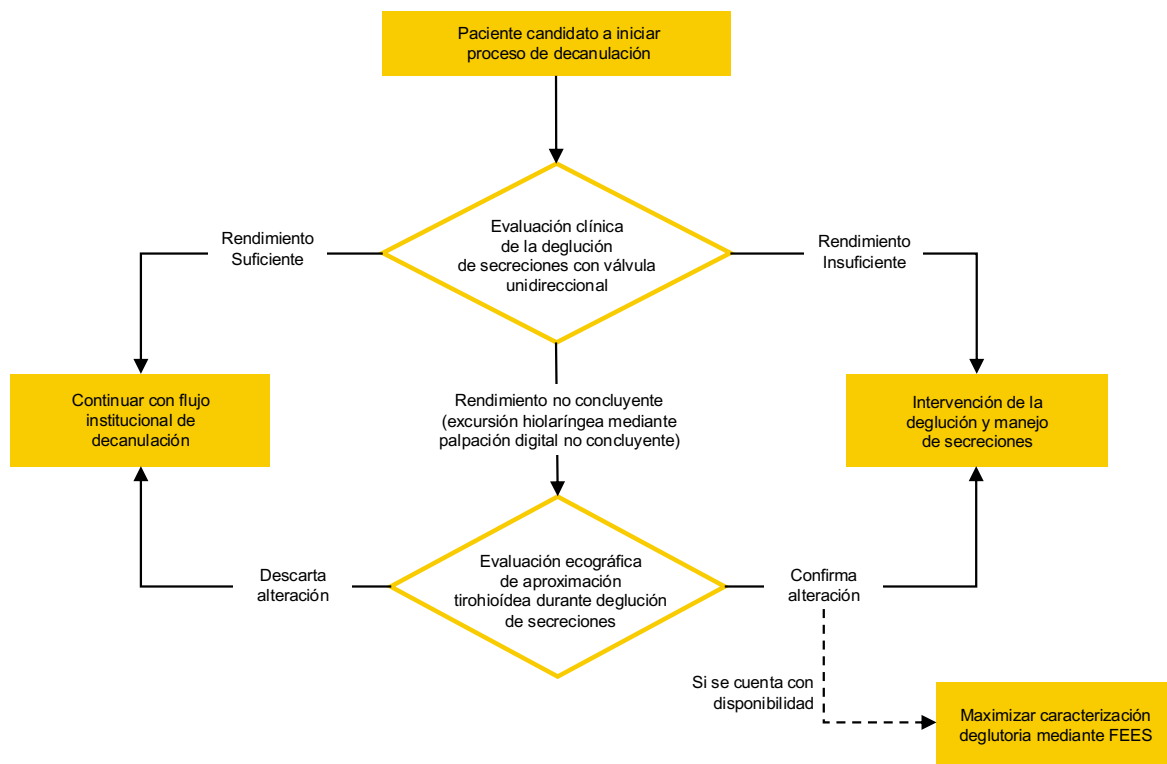 Paciente candidato a iniciar
proceso de decanulación
Evaluación clínica
de la deglución
de secreciones con válvula
unidireccional
Rendimiento
Suficiente
Rendimiento
Insuficiente
Continuar con flujo
institucional de
decanulación
Rendimiento no concluyente
(excursión hiolaríngea mediante
palpación digital no concluyente)
Intervención de la
deglución y manejo
de secreciones
Evaluación ecográfica
de aproximación
tirohioídea durante deglución
de secreciones
Descarta
alteración
Confirma
alteración
Si se cuenta con
disponibilidad
Maximizar caracterización
deglutoria mediante FEES